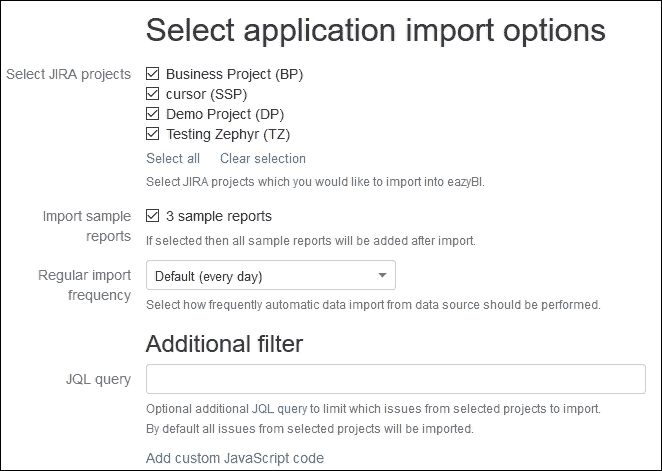 Select application import options
Select JIRA projects
Business Project (BP)
cursor (SSP)
Demo Project (DP)
Testing Zephyr (TZ)
Select all Clear selection
Select JIRA projects which you would like to import into eazyBI.
Import sample
reports
3 sample reports
If selected then all sample reports will be added after import.
Regular import
frequency
Default (every day)
Select how frequently automatic data import from data source should be performed.
Additional filter
JQL query
Optional additional JQL query to limit which issues from selected projects to import.
By default all issues from selected projects will be imported.
Add custom JavaScript code